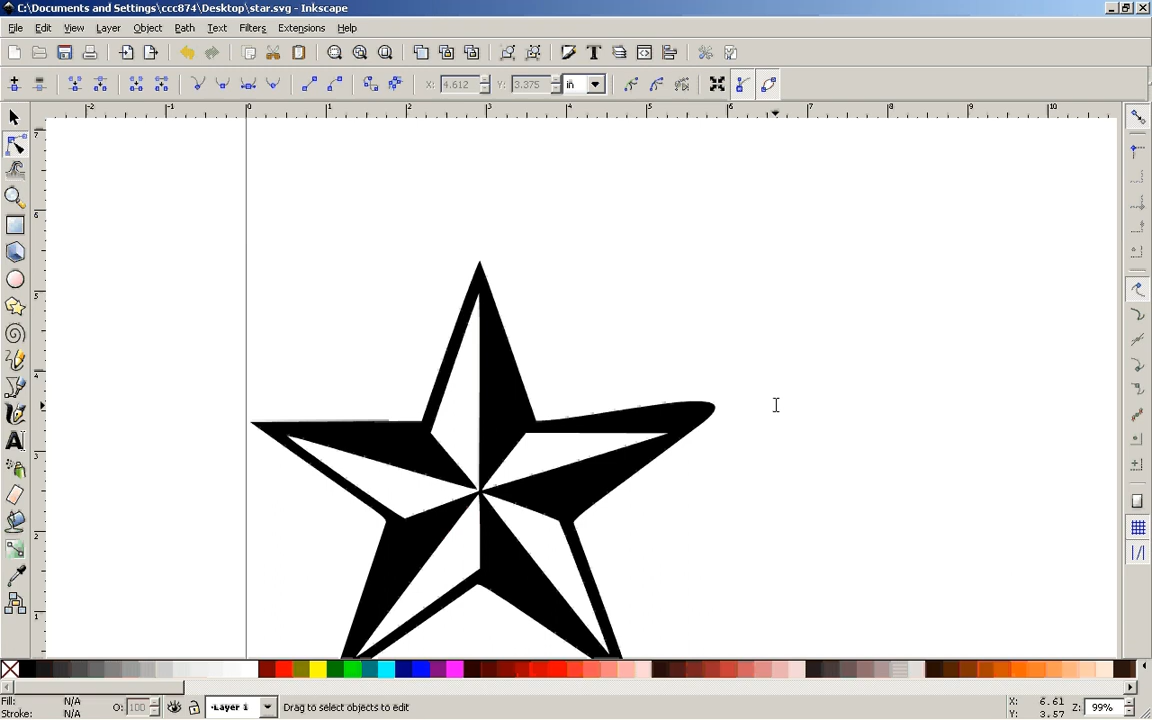 C:\Documents and Settings\ccc874\Desktop\star.svg - Inkscape
File Edit View Layer Object Path Text Filters Extensions Help
X: 4.612 Y: 3.375 in
-2 -1 0 1 2 3 4 5 6 7 8 9 10
7
6
5
4
3
2
1
A
Fill: N/A
Stroke: N/A
O: 100
Layer 1
Drag to select objects to edit
X: 6.61
Y: 3.57
Z: 99%